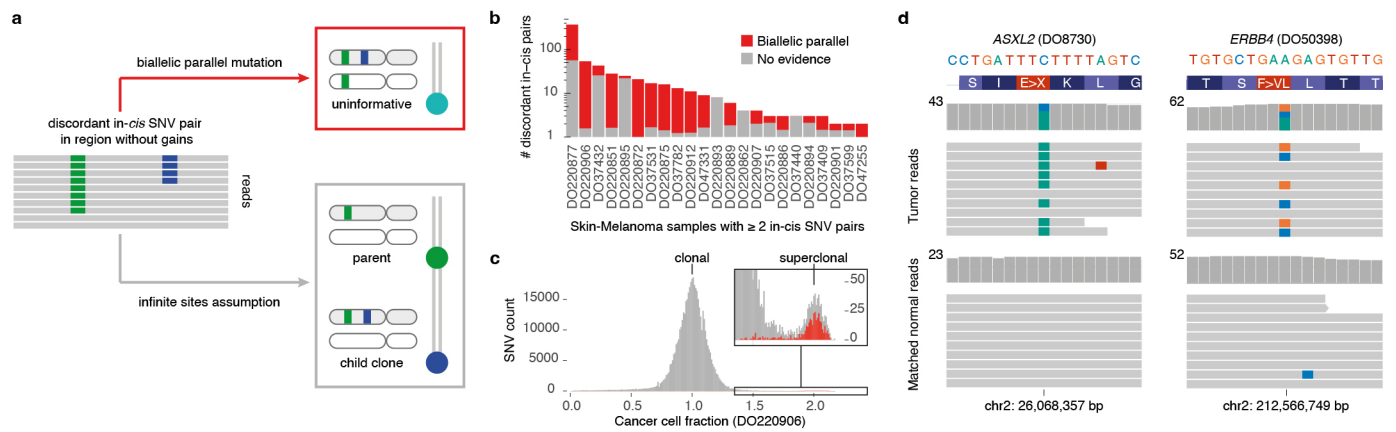 a
biallelic parallel mutation
uninformative
discordant in-cis SNV pair
in region without gains
reads
parent
infinite sites assumption
child clone
b
# discordant in–cis pairs
100
10
1
Biallelic parallel
No evidence
DO220877
DO220906
DO37432
DO220851
DO220895
DO220872
DO37531
DO220875
DO37782
DO220912
DO47331
DO220893
DO220889
DO220862
DO220907
DO37515
DO220886
DO37440
DO220894
DO37409
DO220901
DO37599
DO47255
Skin-Melanoma samples with ≥ 2 in-cis SNV pairs
c
clonal
superclonal
50
25
0
SNV count
15000
10000
5000
0
0.0
0.5
1.0
1.5
2.0
Cancer cell fraction (DO220906)
d
ASXL2 (DO8730)
CCTGATTTCTTTTAGTC
S I E>X K L G
43
Tumor reads
23
Matched normal reads
chr2: 26,068,357 bp
ERBB4 (DO50398)
TGTGCTGAAGAGTGTTG
T S F>VL L T T
62
52
chr2: 212,566,749 bp